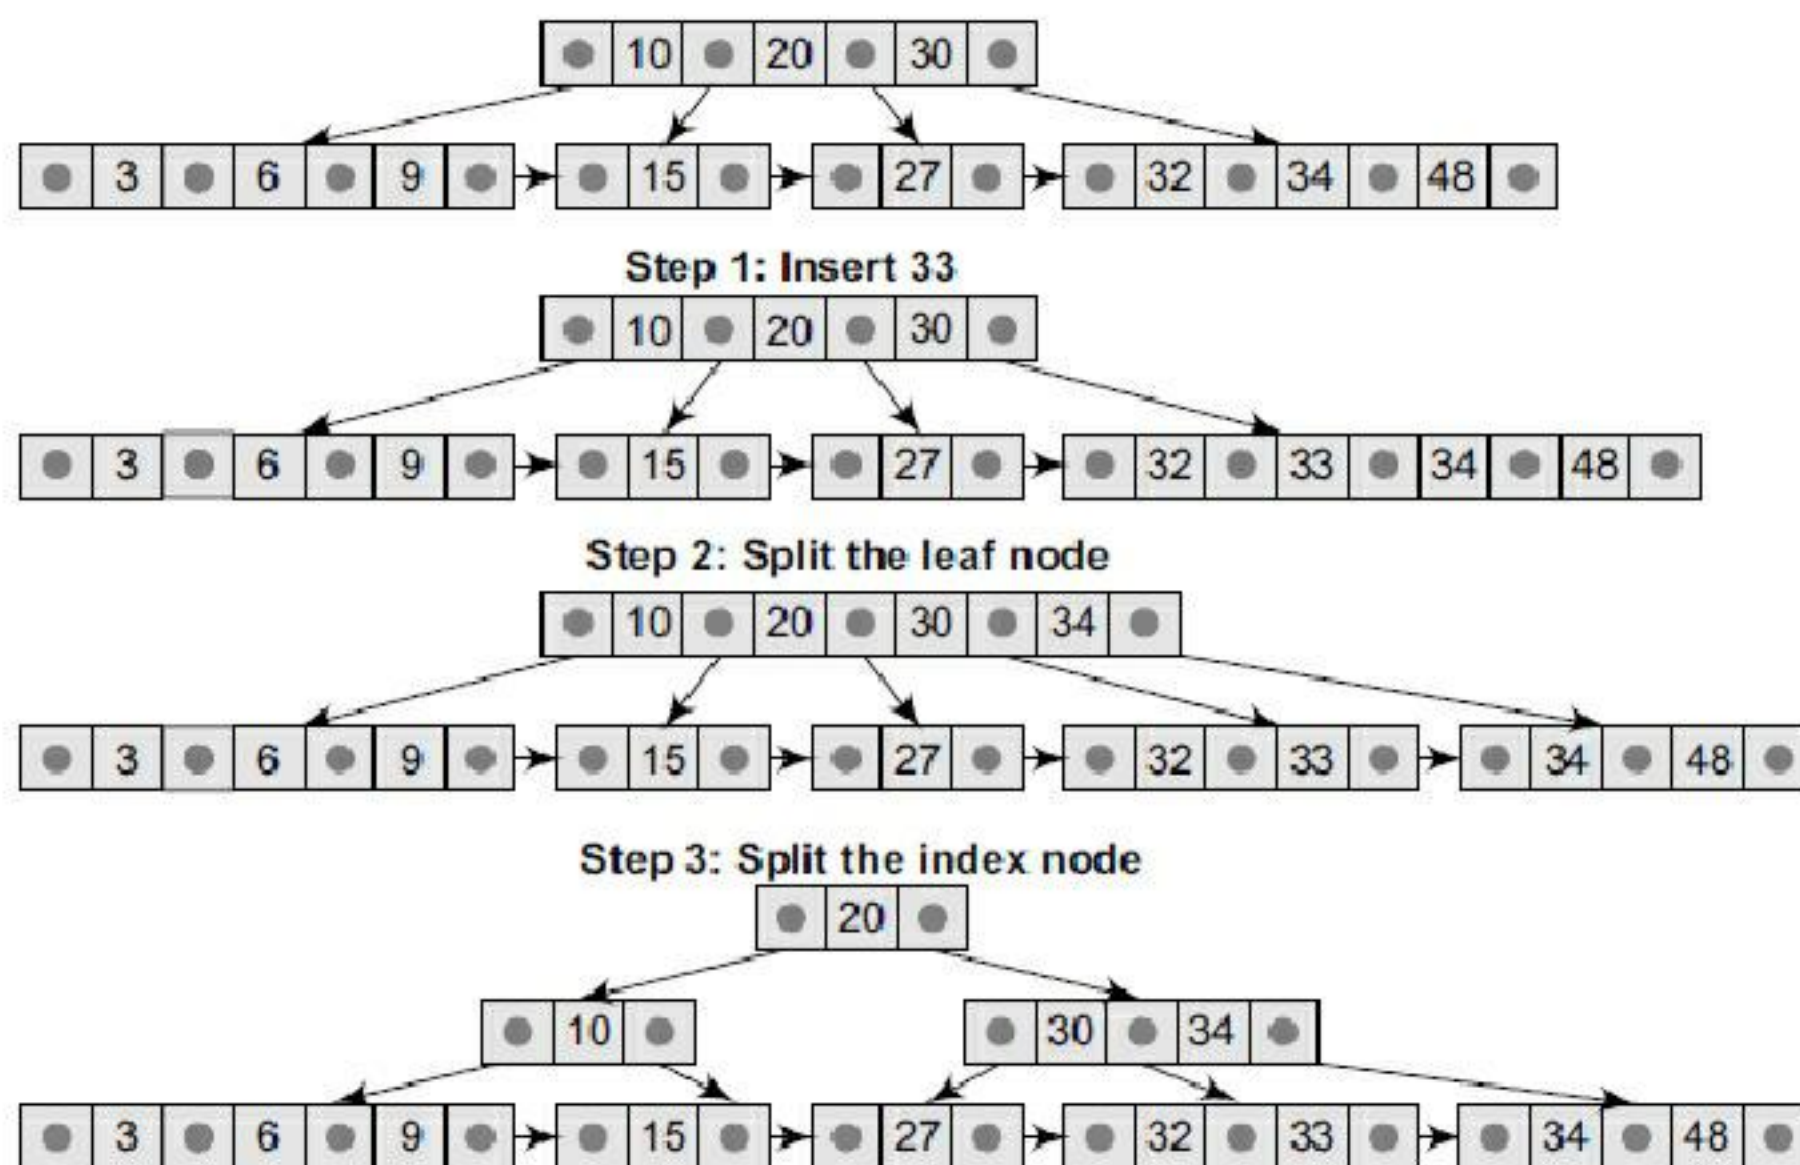 10 20 30
3 6 9 15 27 32 34 48
Step 1: Insert 33
10 20 30
3 6 9 15 27 32 33 34 48
Step 2: Split the leaf node
10 20 30 34
3 6 9 15 27 32 33 34 48
Step 3: Split the index node
20
10 30 34
3 6 9 15 27 32 33 34 48